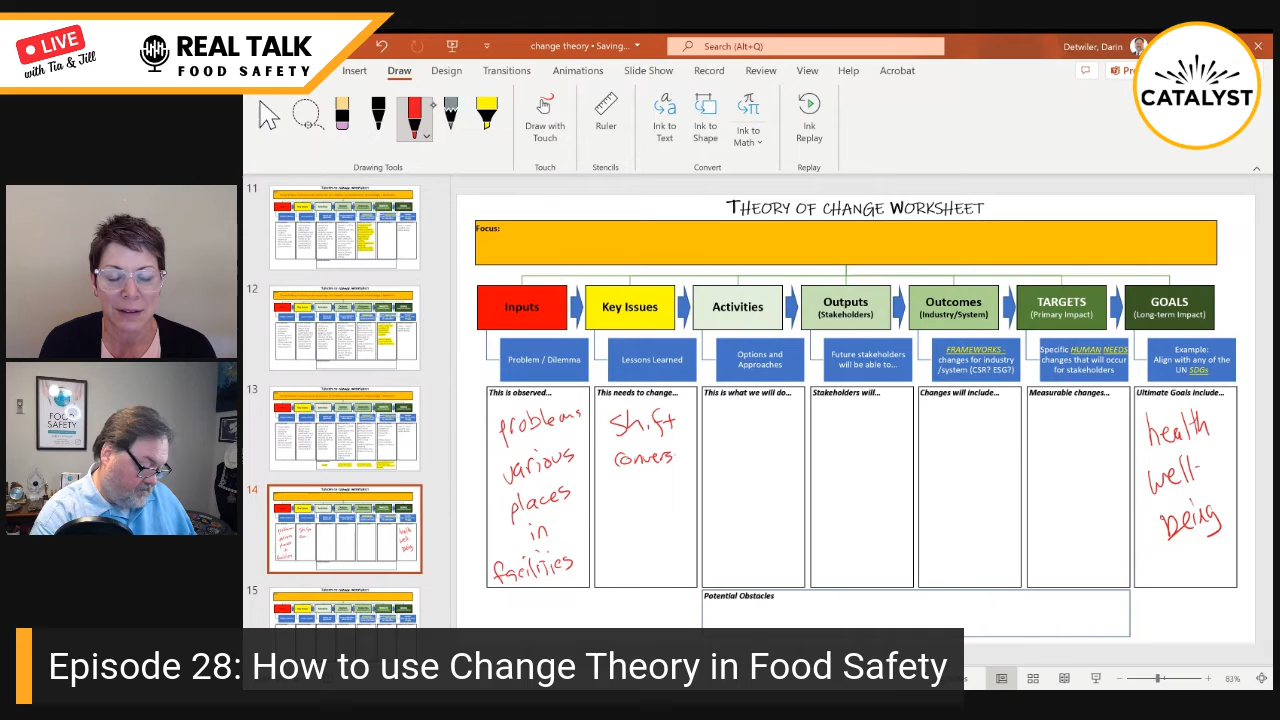 LIVE
with Tia & Jill
REAL TALK
FOOD SAFETY
change theory • Saving...
Search (Alt+Q)
Detwiler, Darin
CATALYST
Insert
Draw
Design
Transitions
Animations
Slide Show
Record
Review
View
Help
Acrobat
Draw with
Touch
Ruler
Ink to
Text
Ink to
Shape
Ink to
Math
Ink
Replay
Drawing Tools
Touch
Stencils
Convert
Replay
11
12
13
14
15
THEORY OF CHANGE WORKSHEET
Focus:
Inputs
Key Issues
Activities
Outputs
(Stakeholders)
Outcomes
(Industry/System)
TARGETS
(Primary Impact)
GOALS
(Long-term Impact)
Problem / Dilemma
Lessons Learned
Options and
Approaches
Future stakeholders
will be able to...
FRAMEWORKS -
changes for industry
/system (CSR? ESG?)
Specific HUMAN NEEDS
changes that will occur
for stakeholders
Example:
Align with any of the
UN SDGs
This is observed...
This needs to change...
This is what we will do...
Stakeholders will...
Changes will include...
Measurable changes...
Ultimate Goals include...
problems
various
places
in
facilities
Shift
convers
health
well-
being
Potential Obstacles
FOOD
SAFETY
83%
Episode 28: How to use Change Theory in Food Safety